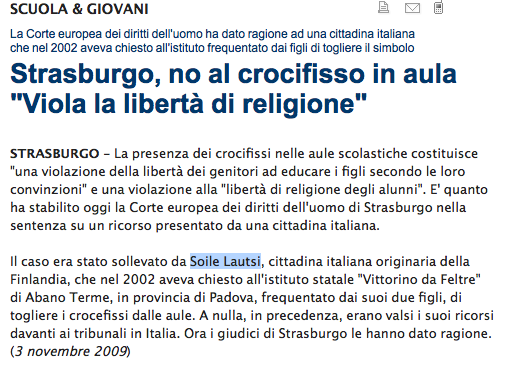 SCUOLA & GIOVANI
La Corte europea dei diritti dell'uomo ha dato ragione ad una cittadina italiana
che nel 2002 aveva chiesto all'istituto frequentato dai figli di togliere il simbolo
Strasburgo, no al crocifisso in aula
"Viola la libertà di religione"
STRASBURGO - La presenza dei crocifissi nelle aule scolastiche costituisce
"una violazione della libertà dei genitori ad educare i figli secondo le loro
convinzioni" e una violazione alla "libertà di religione degli alunni". E' quanto
ha stabilito oggi la Corte europea dei diritti dell'uomo di Strasburgo nella
sentenza su un ricorso presentato da una cittadina italiana.
Il caso era stato sollevato da Soile Lautsi, cittadina italiana originaria della
Finlandia, che nel 2002 aveva chiesto all'istituto statale "Vittorino da Feltre"
di Abano Terme, in provincia di Padova, frequentato dai suoi due figli, di
togliere i crocefissi dalle aule. A nulla, in precedenza, erano valsi i suoi ricorsi
davanti ai tribunali in Italia. Ora i giudici di Strasburgo le hanno dato ragione.
(3 novembre 2009)